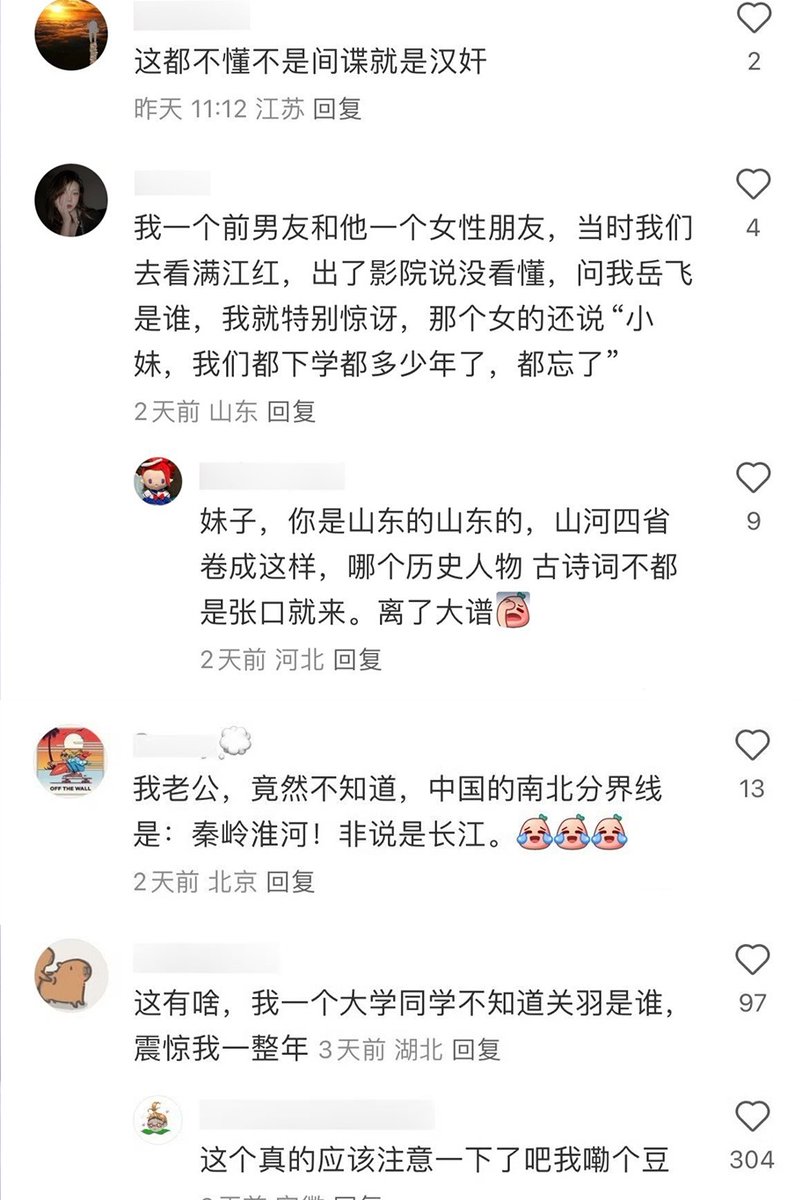 2
这都不懂不是间谍就是汉奸
昨天 11:12 江苏 回复
4
我一个前男友和他一个女性朋友，当时我们
去看满江红，出了影院说没看懂，问我岳飞
是谁，我就特别惊讶，那个女的还说“小
妹，我们都下学都多少年了，都忘了”
2天前 山东 回复
9
妹子，你是山东的山东的，山河四省
卷成这样，哪个历史人物 古诗词不都
是张口就来。离了大谱
2天前 河北 回复
OFF THE WALL
13
我老公，竟然不知道，中国的南北分界线
是：秦岭淮河！非说是长江。
2天前 北京 回复
97
这有啥，我一个大学同学不知道关羽是谁，
震惊我一整年 3天前 湖北 回复
304
这个真的应该注意一下了吧我嘞个豆